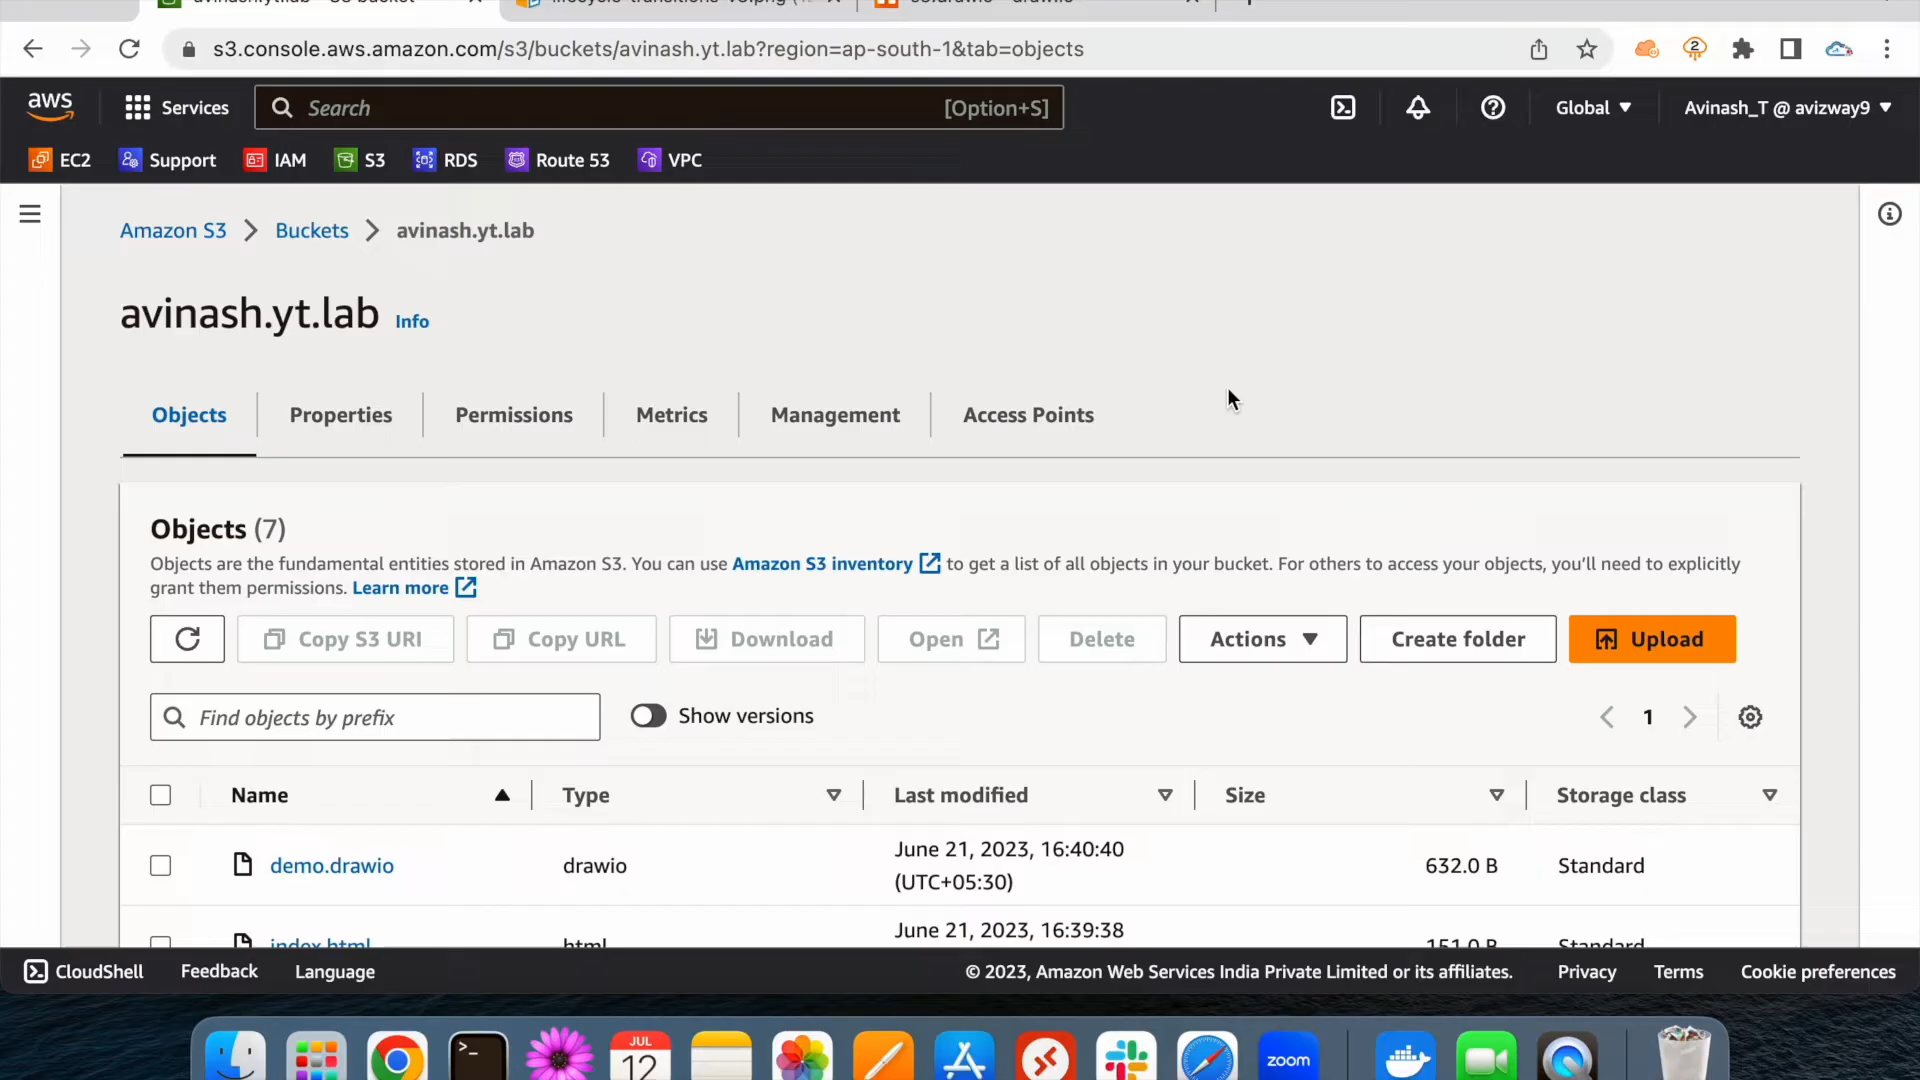 s3.console.aws.amazon.com/s3/buckets/avinash.yt.lab?region=ap-south-1&tab=objects
2
aws
Services
Search
[Option+S]
Global
Avinash_T @ avizway9
EC2
Support
IAM
S3
RDS
Route 53
VPC
Amazon S3
Buckets
avinash.yt.lab
avinash.yt.lab
Info
Objects
Properties
Permissions
Metrics
Management
Access Points
Objects (7)
Objects are the fundamental entities stored in Amazon S3. You can use Amazon S3 inventory to get a list of all objects in your bucket. For others to access your objects, you'll need to explicitly
grant them permissions. Learn more
Copy S3 URI
Copy URL
Download
Open
Delete
Actions
Create folder
Upload
Find objects by prefix
Show versions
1
Name
Type
Last modified
Size
Storage class
demo.drawio
drawio
June 21, 2023, 16:40:40
(UTC+05:30)
632.0 B
Standard
index.html
html
June 21, 2023, 16:39:38
151.0 B
Standard
CloudShell
Feedback
Language
© 2023, Amazon Web Services India Private Limited or its affiliates.
Privacy
Terms
Cookie preferences
JUL
12
zoom